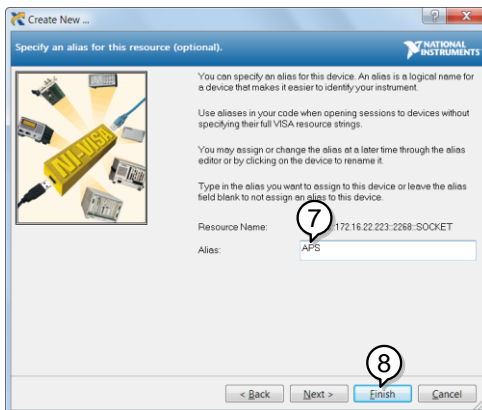 Create New ...
Specify an alias for this resource (optional).
NATIONAL
INSTRUMENTS
You can specify an alias for this device. An alias is a logical name for
a device that makes it easier to identify your instrument.
Use aliases in your code when opening sessions to devices without
specifying their full VISA resource strings.
You may assign or change the alias at a later time through the alias
editor or by clicking on the device to rename it.
Type in the alias you want to assign to this device or leave the alias
field blank to not assign an alias to this device.
NI-VISA
7
Resource Name: 172.16.22.223::2268::SOCKET
Alias: APS
8
< Back Next > Finish Cancel